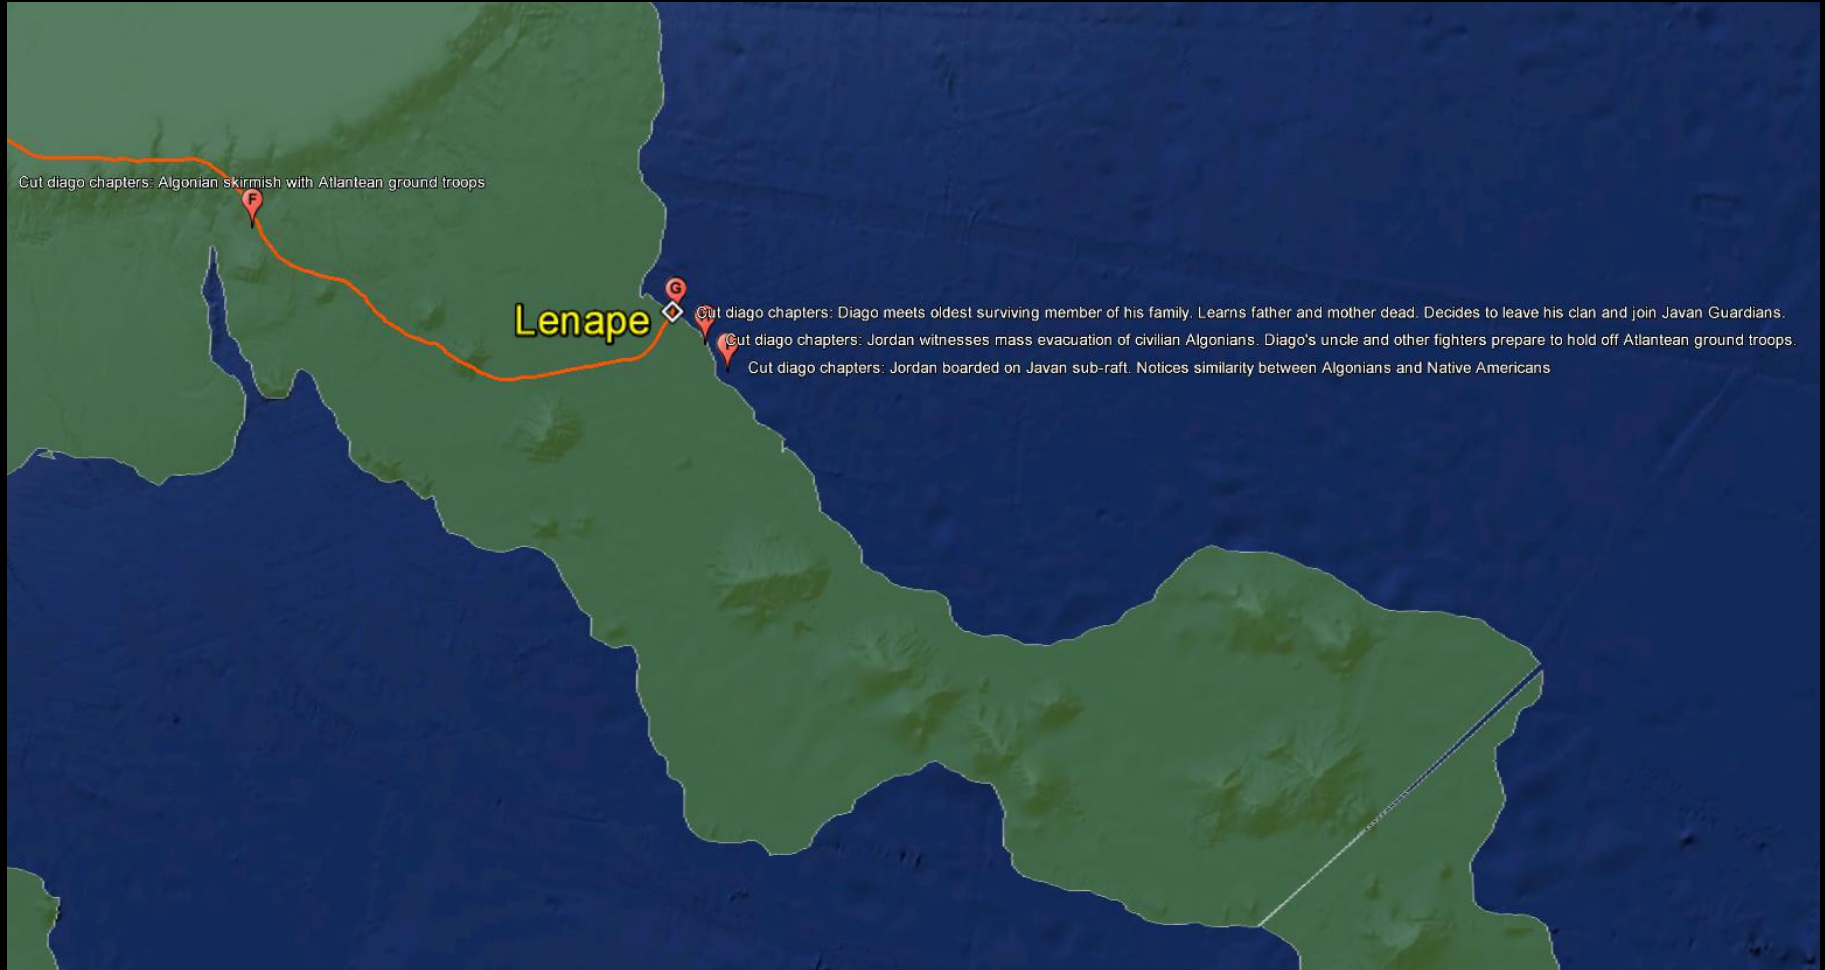 Cut diago chapters: Algonian skirmish with Atlantean ground troops
F
G
Lenape
Cut diago chapters: Diago meets oldest surviving member of his family. Learns father and mother dead. Decides to leave his clan and join Javan Guardians.
Cut diago chapters: Jordan witnesses mass evacuation of civilian Algonians. Diago's uncle and other fighters prepare to hold off Atlantean ground troops.
Cut diago chapters: Jordan boarded on Javan sub-raft. Notices similarity between Algonians and Native Americans